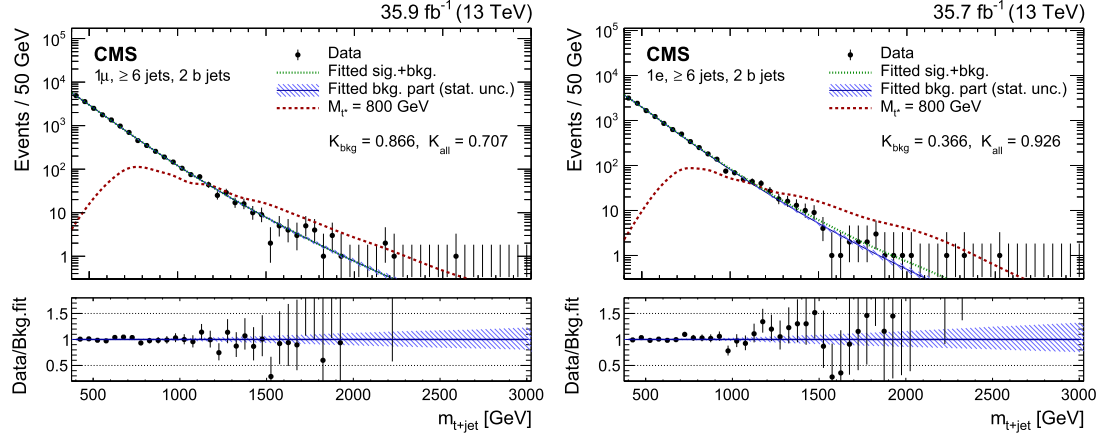 35.9 fb⁻¹ (13 TeV)
CMS
1μ, ≥ 6 jets, 2 b jets
Data
Fitted sig.+bkg.
Fitted bkg. part (stat. unc.)
M_t* = 800 GeV
K_bkg = 0.866, K_all = 0.707
Events / 50 GeV
10⁵
10⁴
10³
10²
10
1
Data/Bkg.fit
1.5
1
0.5
500 1000 1500 2000 2500 3000
m_t+jet [GeV]
35.7 fb⁻¹ (13 TeV)
CMS
1e, ≥ 6 jets, 2 b jets
Data
Fitted sig.+bkg.
Fitted bkg. part (stat. unc.)
M_t* = 800 GeV
K_bkg = 0.366, K_all = 0.926
Events / 50 GeV
10⁵
10⁴
10³
10²
10
1
Data/Bkg.fit
1.5
1
0.5
500 1000 1500 2000 2500 3000
m_t+jet [GeV]